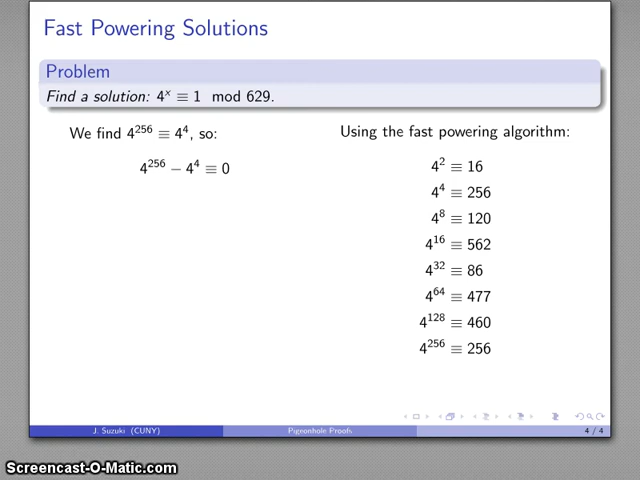 Fast Powering Solutions
Problem
Find a solution: 4^x ≡ 1 mod 629.
We find 4^256 ≡ 4^4, so:
4^256 − 4^4 ≡ 0
Using the fast powering algorithm:
4^2 ≡ 16
4^4 ≡ 256
4^8 ≡ 120
4^16 ≡ 562
4^32 ≡ 86
4^64 ≡ 477
4^128 ≡ 460
4^256 ≡ 256
J. Suzuki (CUNY)
Pigeonhole Proofs
4 / 4
Screencast-O-Matic.com